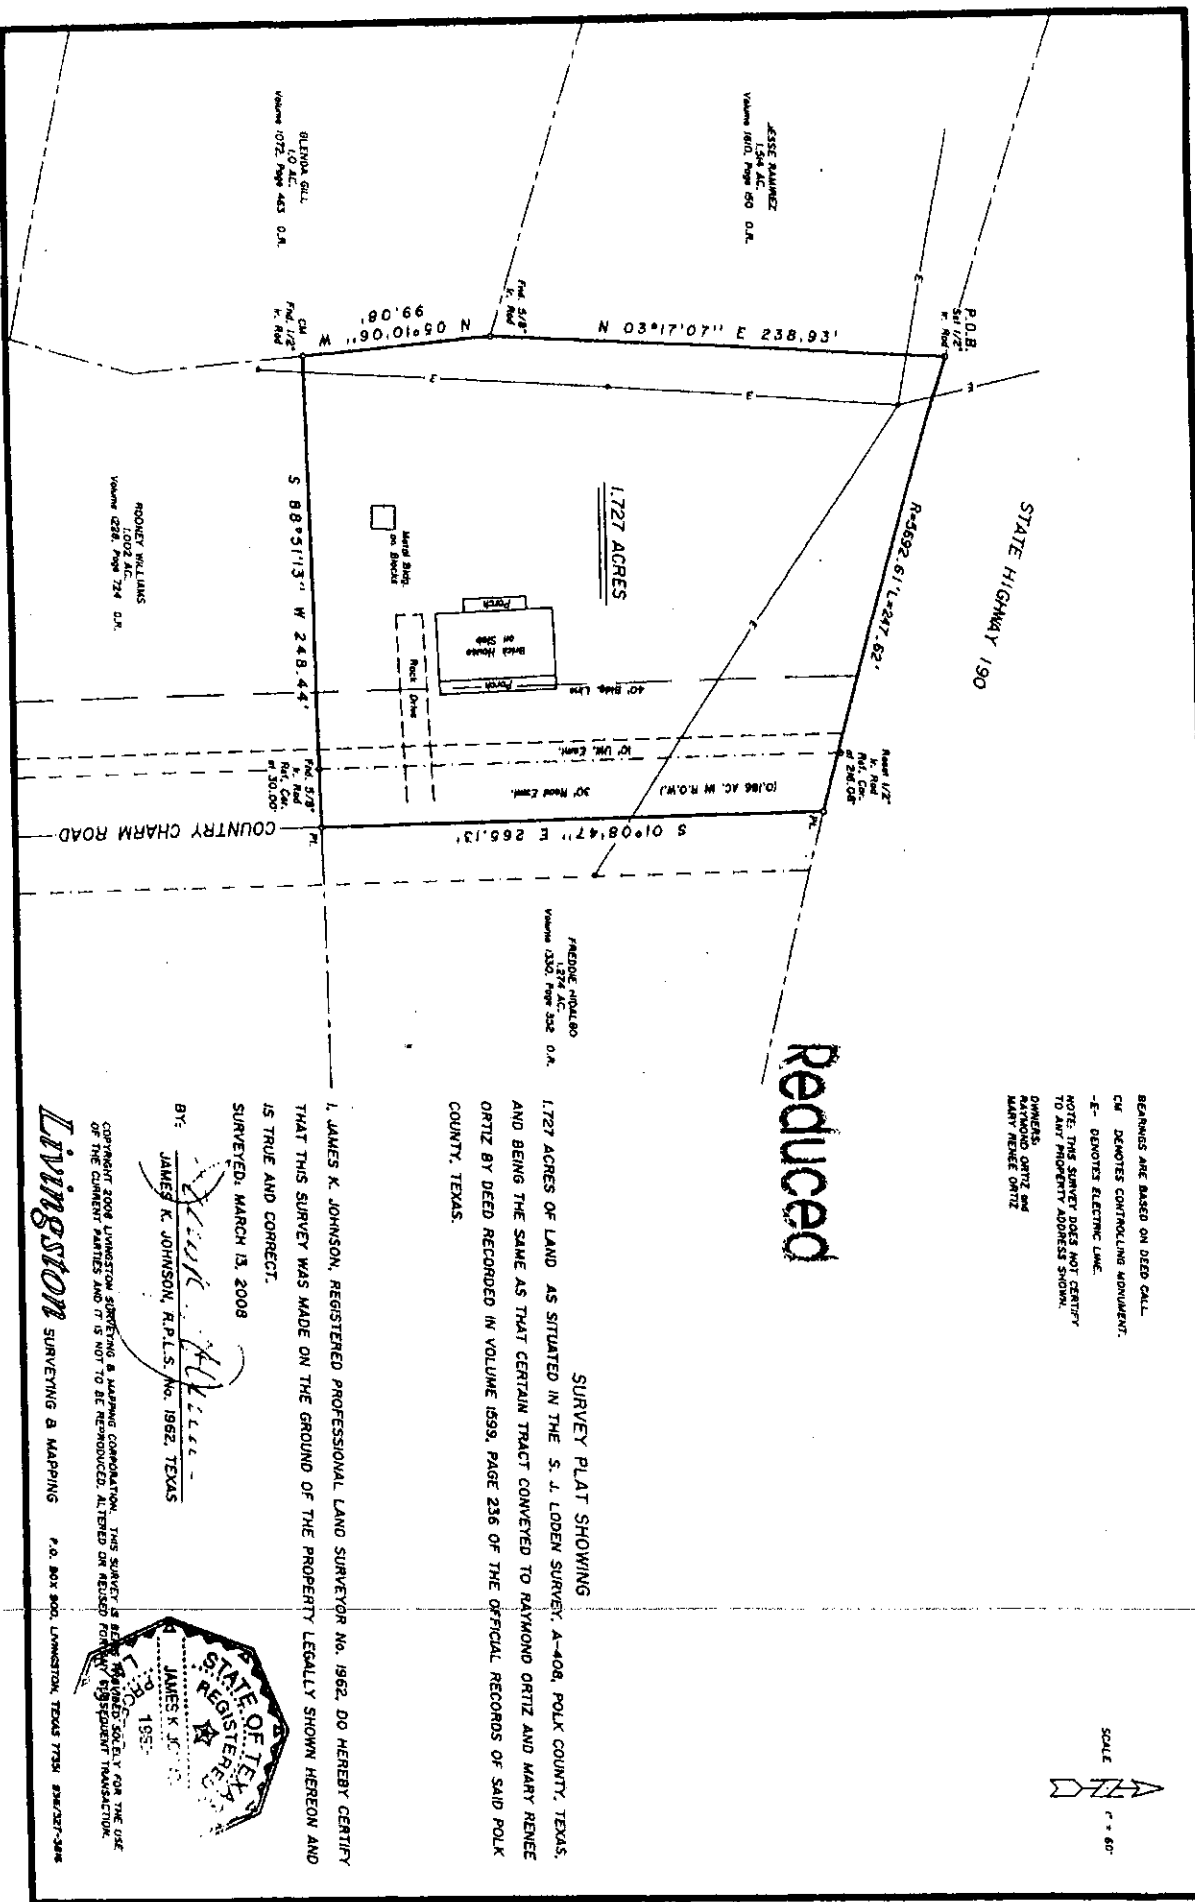 BEARINGS ARE BASED ON DEED CALL.
CM DENOTES CONTROLLING MONUMENT.
-E- DENOTES ELECTRIC LINE.
NOTE: THIS SURVEY DOES NOT CERTIFY
TO ANY PROPERTY ADDRESS SHOWN.
OWNERS:
RAYMOND ORTIZ and
MARY RENEE ORTIZ
SCALE 1" = 60'
STATE HIGHWAY 190
P.O.B.
Set 1/2"
Ir. Rod
R=5692.61' L=247.62'
Reset 1/2"
Ir. Rod
Ref. Cor.
at 216.08'
Pt.
JESSE RAMIREZ
1.514 AC.
Volume 1610, Page 150 O.R.
N 03°17'07" E 238.93'
Fnd. 5/8"
Ir. Rod
N 05°10'06" W
99.08'
GLENDA GILL
1.0 AC.
Volume 1072, Page 463 O.R.
CM
Fnd. 1/2"
Ir. Rod
E
E
E
E
E
1.727 ACRES
Metal Bldg.
on Blocks
Porch
Brick House
on Slab
Porch
Rock Drive
40' Bldg. Line
10' Util. Esmt.
30' Road Esmt.
(0.186 AC. IN R.O.W.)
S 01°08'47" E 265.13'
S 88°51'13" W 248.44'
Fnd. 5/8"
Ir. Rod
Ref. Cor.
at 30.00'
Pt.
COUNTRY CHARM ROAD
RODNEY WILLIAMS
1.002 AC.
Volume 1228, Page 724 O.R.
FREDDIE HIDALGO
1.274 AC.
Volume 1330, Page 352 O.R.
Reduced
SURVEY PLAT SHOWING
1.727 ACRES OF LAND AS SITUATED IN THE S. J. LODEN SURVEY, A-408, POLK COUNTY, TEXAS,
AND BEING THE SAME AS THAT CERTAIN TRACT CONVEYED TO RAYMOND ORTIZ AND MARY RENEE
ORTIZ BY DEED RECORDED IN VOLUME 1599, PAGE 236 OF THE OFFICIAL RECORDS OF SAID POLK
COUNTY, TEXAS.
I, JAMES K. JOHNSON, REGISTERED PROFESSIONAL LAND SURVEYOR No. 1962, DO HEREBY CERTIFY
THAT THIS SURVEY WAS MADE ON THE GROUND OF THE PROPERTY LEGALLY SHOWN HEREON AND
IS TRUE AND CORRECT.
SURVEYED: MARCH 13, 2008
BY:
JAMES K. JOHNSON, R.P.L.S. No. 1962, TEXAS
COPYRIGHT 2008 LIVINGSTON SURVEYING & MAPPING CORPORATION. THIS SURVEY IS BEING PROVIDED SOLELY FOR THE USE
OF THE CURRENT PARTIES AND IT IS NOT TO BE REPRODUCED, ALTERED OR REUSED FOR ANY SUBSEQUENT TRANSACTION.
Livingston SURVEYING & MAPPING P.O. BOX 900, LIVINGSTON, TEXAS 77351
STATE OF TEX
REGISTERED
JAMES K. JO